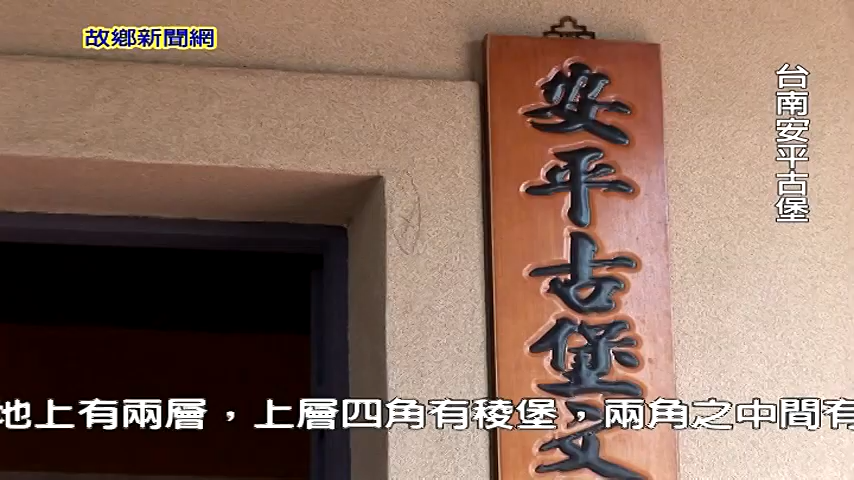 故鄉新聞網
台南安平古堡
安平古堡文
地上有兩層，上層四角有稜堡，兩角之中間有